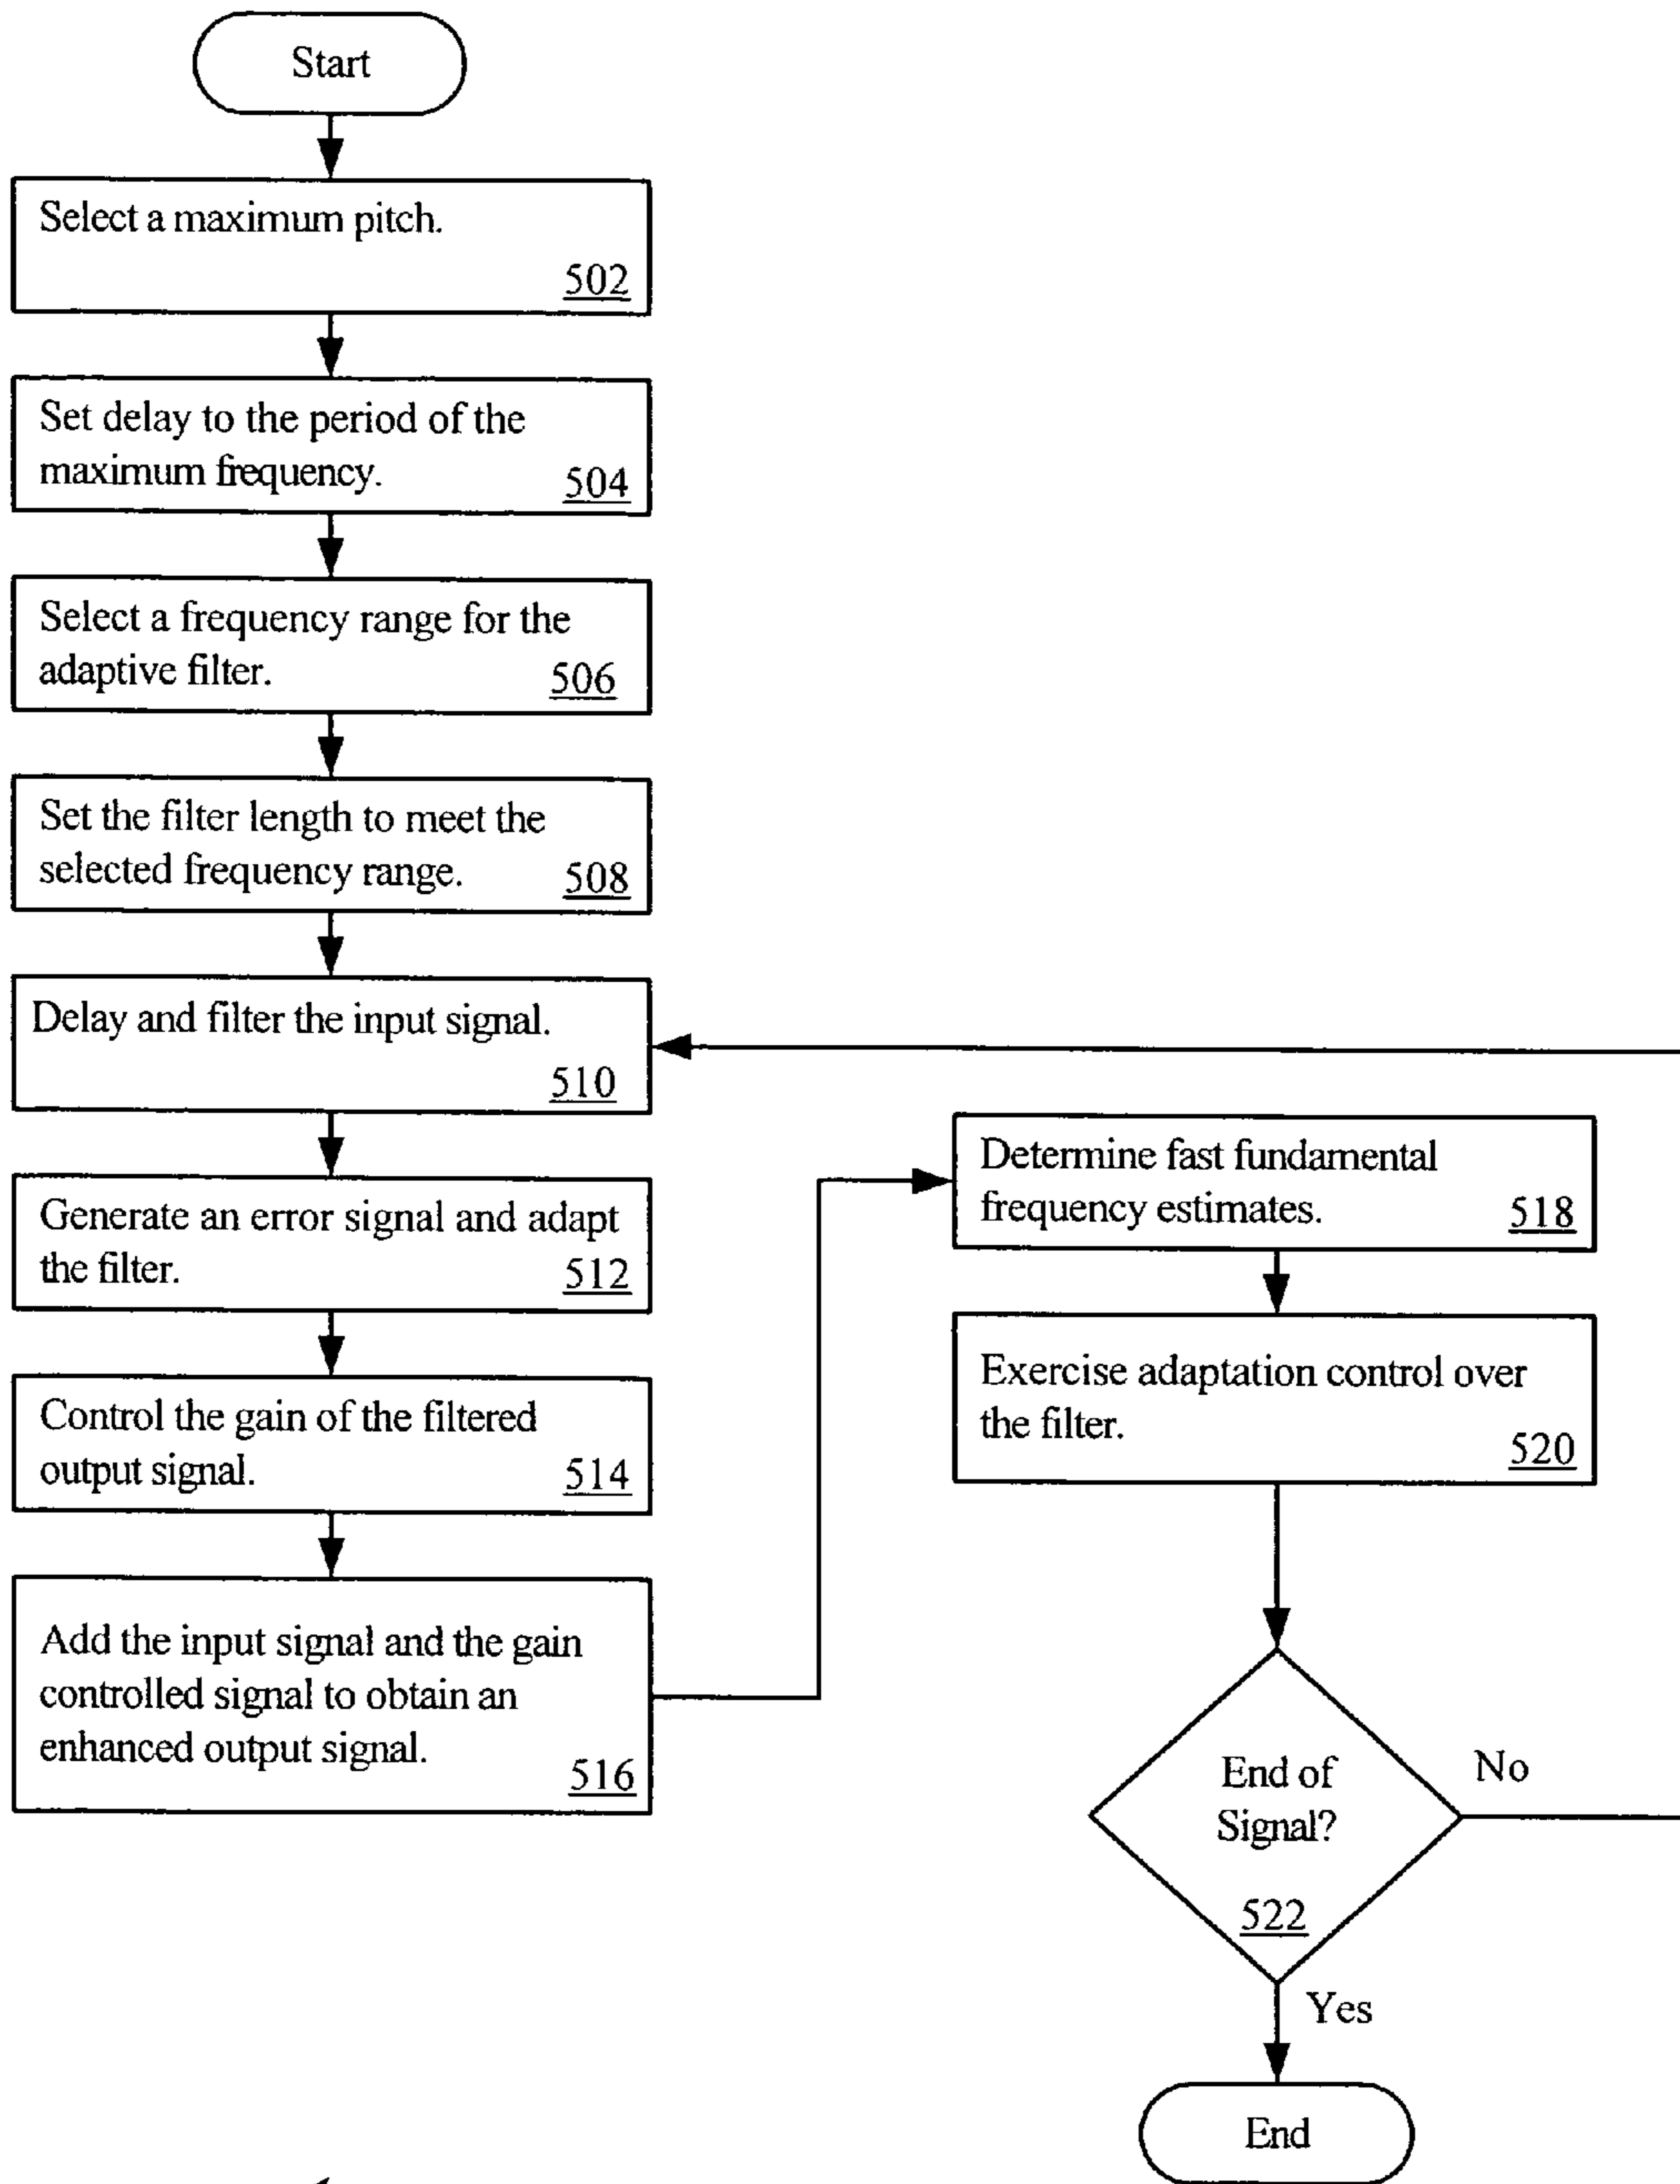 Start
Select a maximum pitch.
502
Set delay to the period of the
maximum frequency.
504
Select a frequency range for the
adaptive filter.
506
Set the filter length to meet the
selected frequency range.
508
Delay and filter the input signal.
510
Generate an error signal and adapt
the filter.
512
Control the gain of the filtered
output signal.
514
Add the input signal and the gain
controlled signal to obtain an
enhanced output signal.
516
Determine fast fundamental
frequency estimates.
518
Exercise adaptation control over
the filter.
520
End of
Signal?
522
No
Yes
End